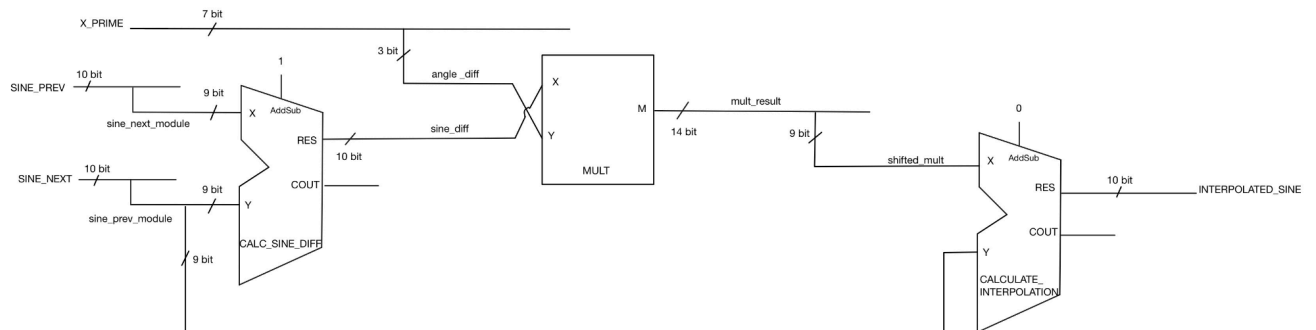 X_PRIME
7 bit
3 bit
angle _diff
SINE_PREV
10 bit
9 bit
sine_next_module
1
AddSub
X
RES
10 bit
sine_diff
COUT
Y
CALC_SINE_DIFF
SINE_NEXT
10 bit
9 bit
sine_prev_module
9 bit
X
Y
M
MULT
mult_result
14 bit
9 bit
shifted_mult
0
AddSub
X
RES
10 bit
INTERPOLATED_SINE
COUT
Y
CALCULATE_
INTERPOLATION